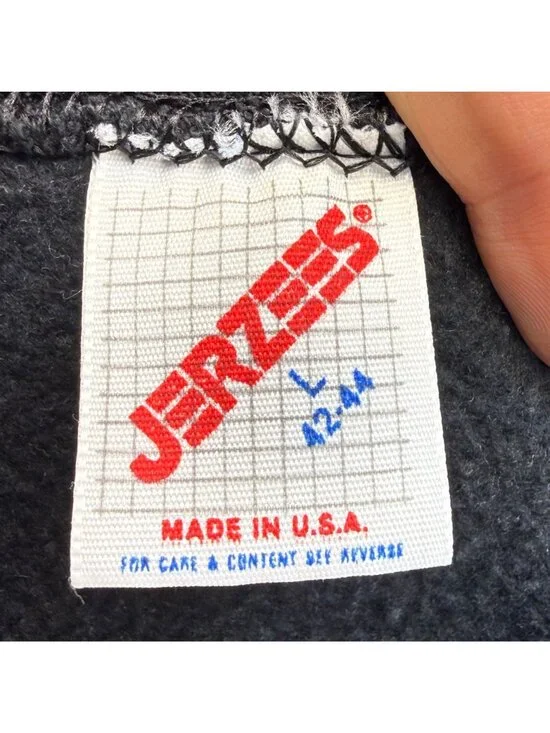 JERZEES®
L
42-44
MADE IN U.S.A.
FOR CARE & CONTENT SEE REVERSE